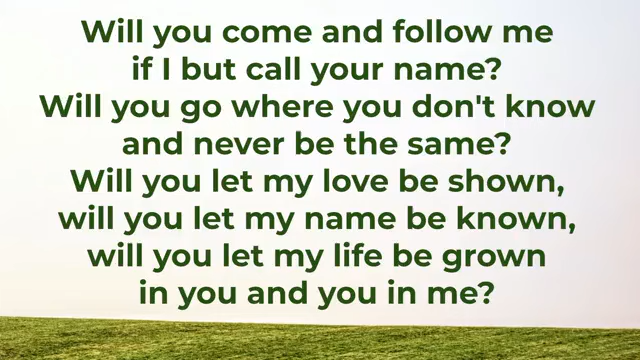 Will you come and follow me
if I but call your name?
Will you go where you don't know
and never be the same?
Will you let my love be shown,
will you let my name be known,
will you let my life be grown
in you and you in me?